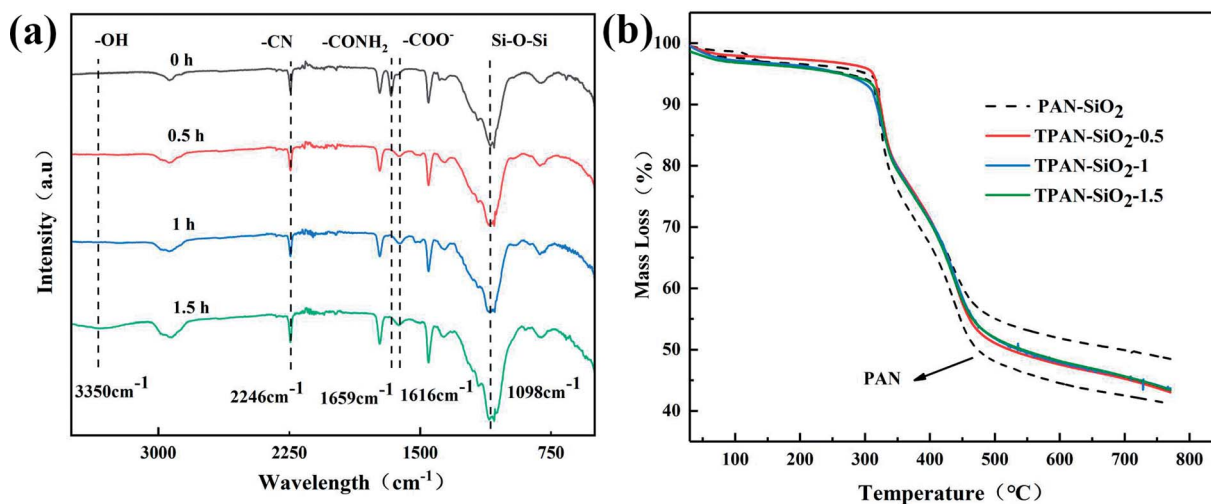 (a)
-OH
-CN
-CONH2
-COO-
Si-O-Si
0 h
0.5 h
1 h
1.5 h
3350cm-1
2246cm-1
1659cm-1
1616cm-1
1098cm-1
Intensity (a.u)
3000
2250
1500
750
Wavelength (cm-1)
(b)
100
90
80
70
60
50
40
Mass Loss (%)
PAN-SiO2
TPAN-SiO2-0.5
TPAN-SiO2-1
TPAN-SiO2-1.5
PAN
100
200
300
400
500
600
700
800
Temperature (°C)